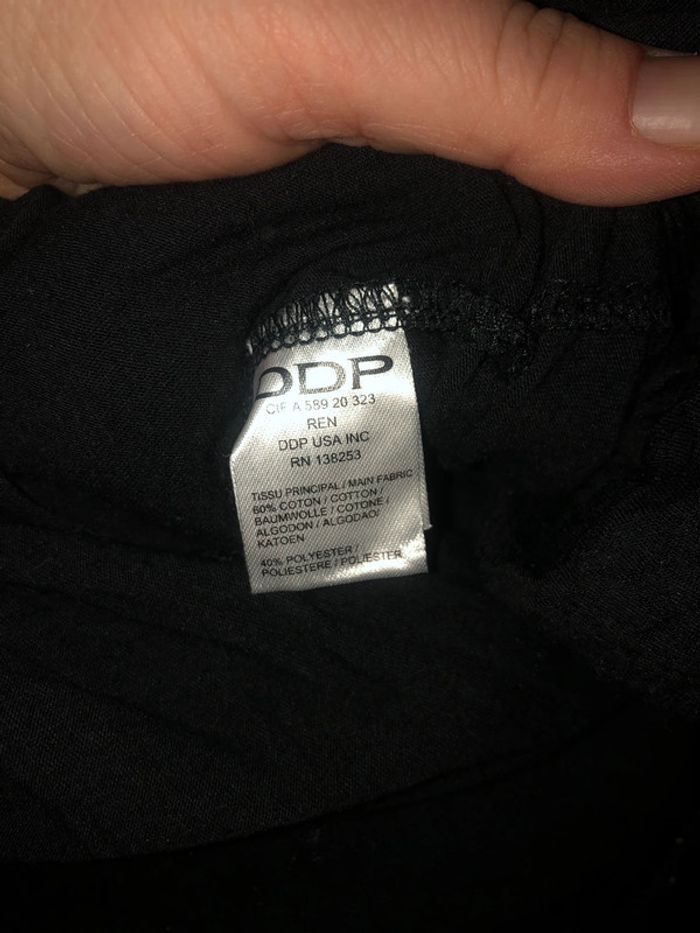 DDP
CIF A 589 20 323
REN
DDP USA INC
RN 138253
TISSU PRINCIPAL / MAIN FABRIC
60% COTON / COTTON /
BAUMWOLLE / COTONE /
ALGODON / ALGODAO/
KATOEN
40% POLYESTER /
POLIESTERE / POLIESTER